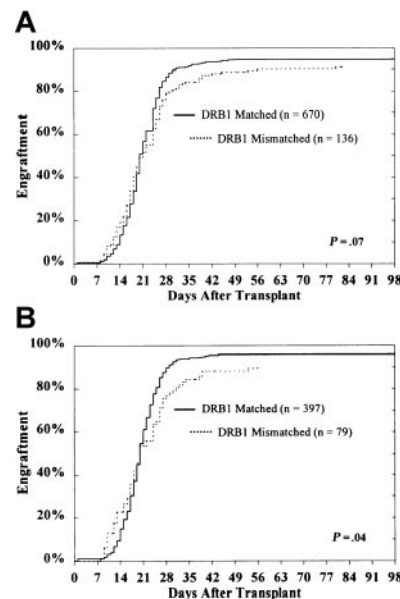 A
100%
80%
60%
40%
20%
0%
Engraftment
DRB1 Matched (n = 670)
DRB1 Mismatched (n = 136)
P = .07
0 7 14 21 28 35 42 49 56 63 70 77 84 91 98
Days After Transplant
B
100%
80%
60%
40%
20%
0%
Engraftment
DRB1 Matched (n = 397)
DRB1 Mismatched (n = 79)
P = .04
0 7 14 21 28 35 42 49 56 63 70 77 84 91 98
Days After Transplant